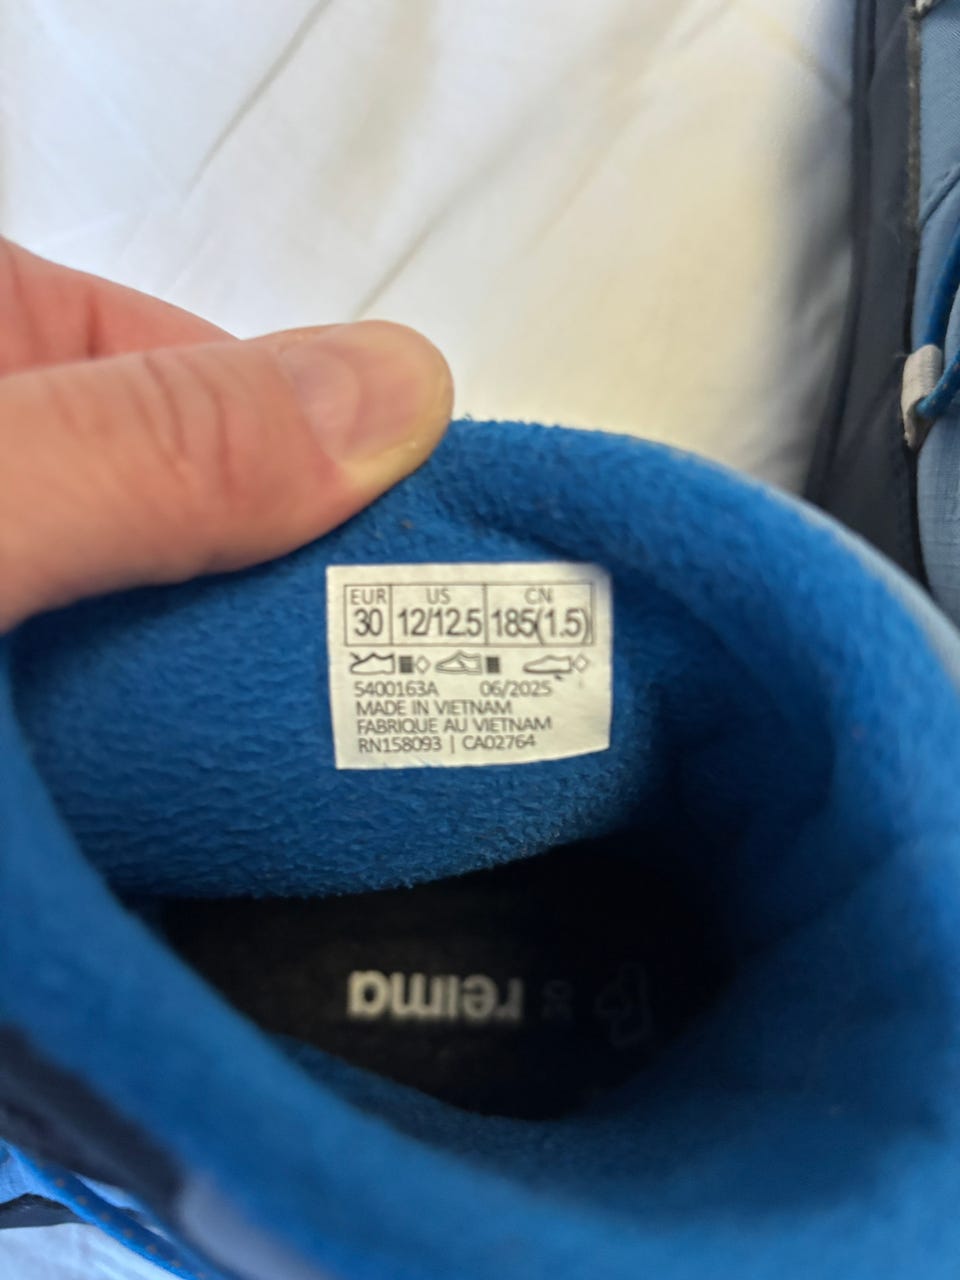 EUR US CN
30 12/12.5 185(1.5)
5400163A 06/2025
MADE IN VIETNAM
FABRIQUE AU VIETNAM
RN158093 | CA02764
reima